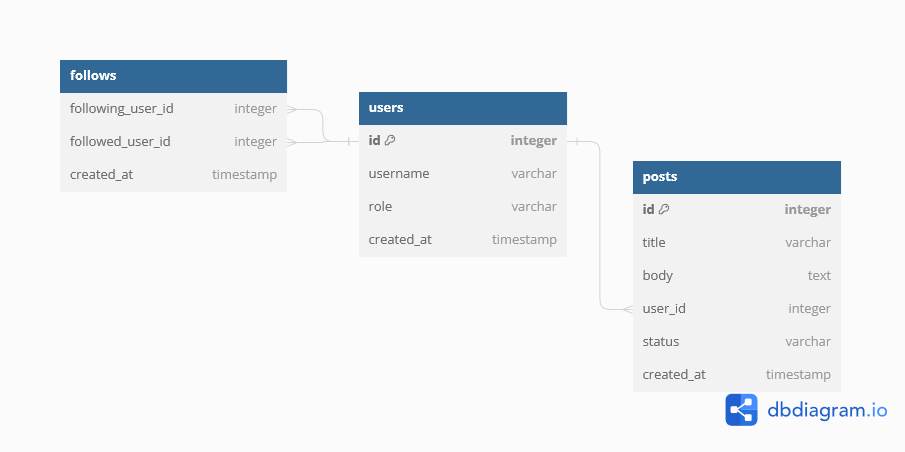 follows
following_user_id integer
followed_user_id integer
created_at timestamp
users
id integer
username varchar
role varchar
created_at timestamp
posts
id integer
title varchar
body text
user_id integer
status varchar
created_at timestamp
dbdiagram.io